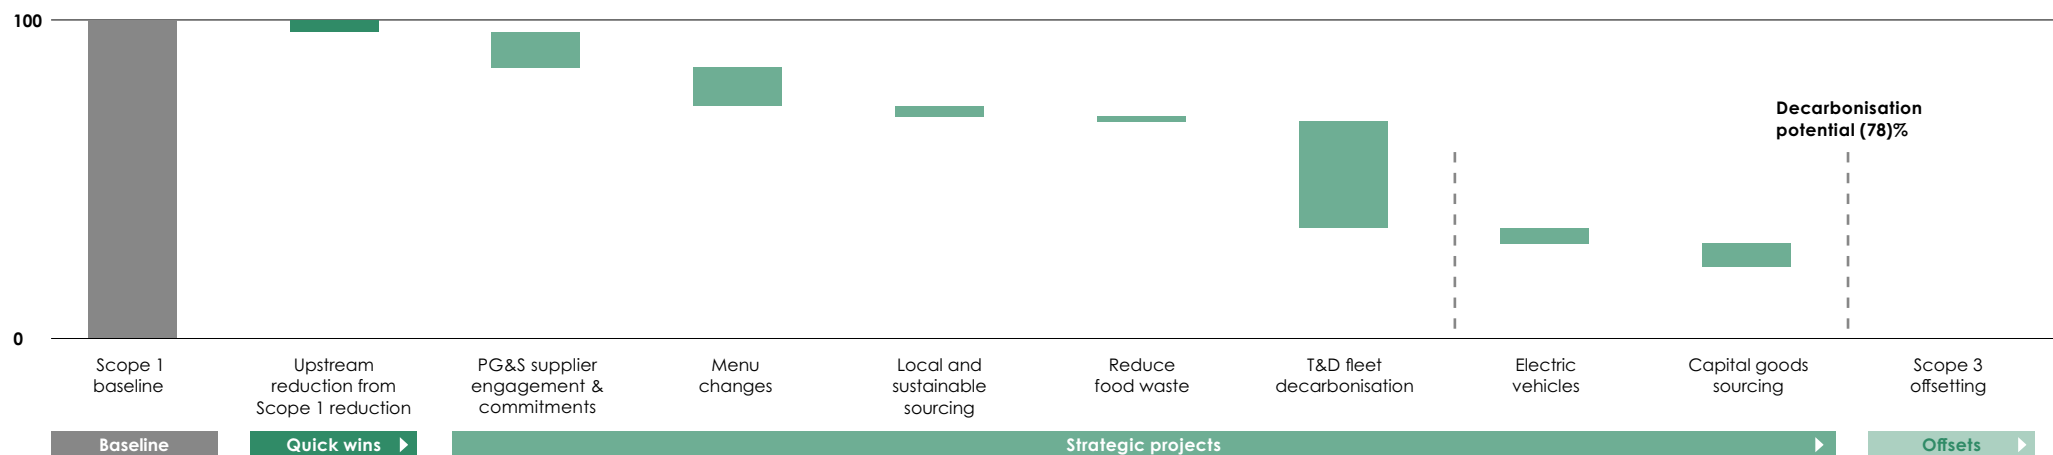 100
Decarbonisation
potential (78)%
0
Scope 1
baseline
Upstream
reduction from
Scope 1 reduction
PG&S supplier
engagement &
commitments
Menu
changes
Local and
sustainable
sourcing
Reduce
food waste
T&D fleet
decarbonisation
Electric
vehicles
Capital goods
sourcing
Scope 3
offsetting
Baseline
Quick wins
Strategic projects
Offsets